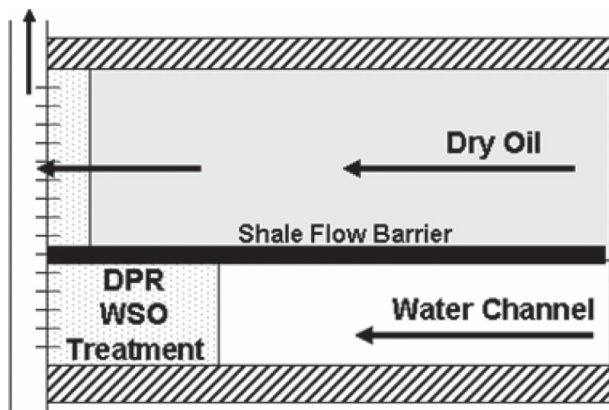 Dry Oil
Shale Flow Barrier
DPR
WSO
Treatment
Water Channel